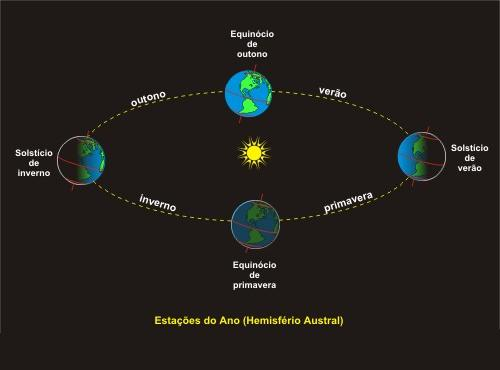 Equinócio
de
outono
outono
verão
Solstício
de
inverno
Solstício
de
verão
inverno
primavera
Equinócio
de
primavera
Estações do Ano (Hemisfério Austral)